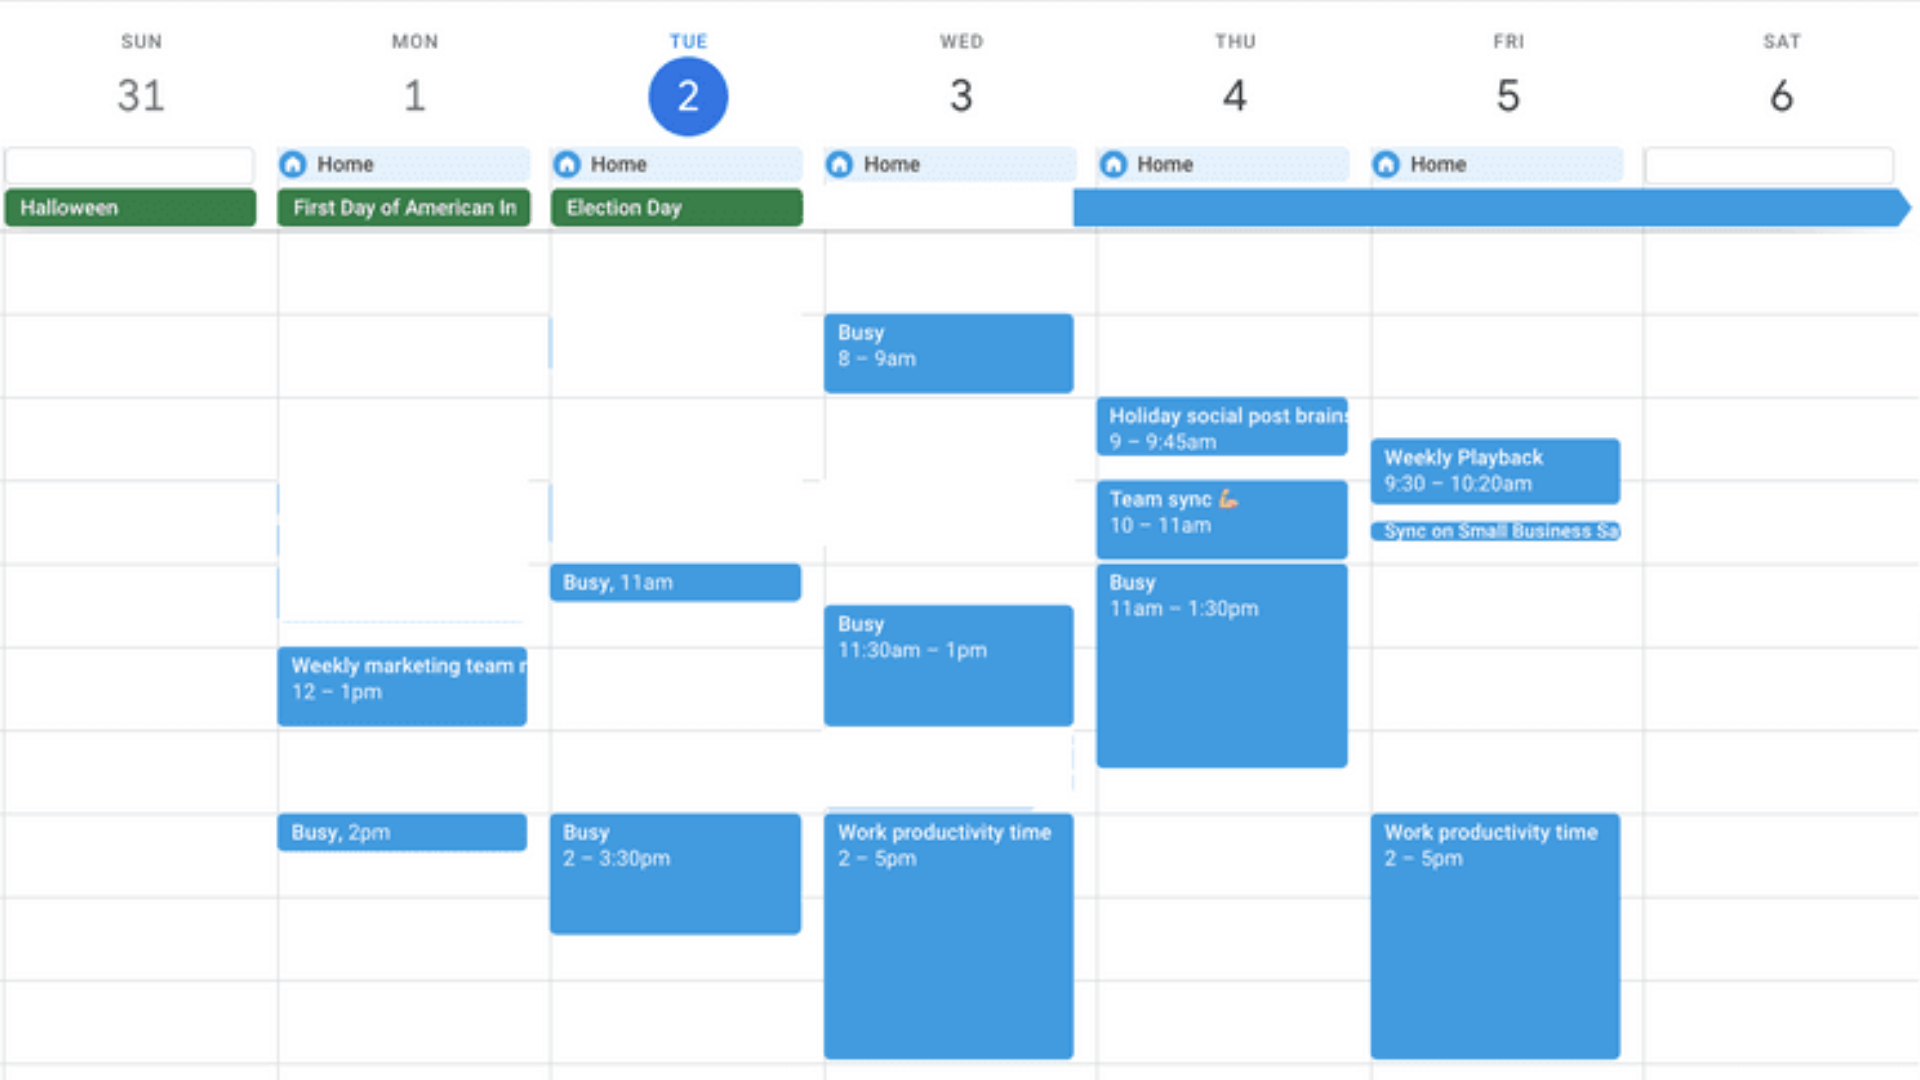 SUN
31
MON
1
TUE
2
WED
3
THU
4
FRI
5
SAT
6
Home
Home
Home
Home
Home
Halloween
First Day of American In
Election Day
Busy
8 – 9am
Holiday social post brains
9 – 9:45am
Weekly Playback
9:30 – 10:20am
Team sync 💪🏼
10 – 11am
Sync on Small Business Sa
Busy, 11am
Busy
11am – 1:30pm
Busy
11:30am – 1pm
Weekly marketing team r
12 – 1pm
Busy, 2pm
Busy
2 – 3:30pm
Work productivity time
2 – 5pm
Work productivity time
2 – 5pm